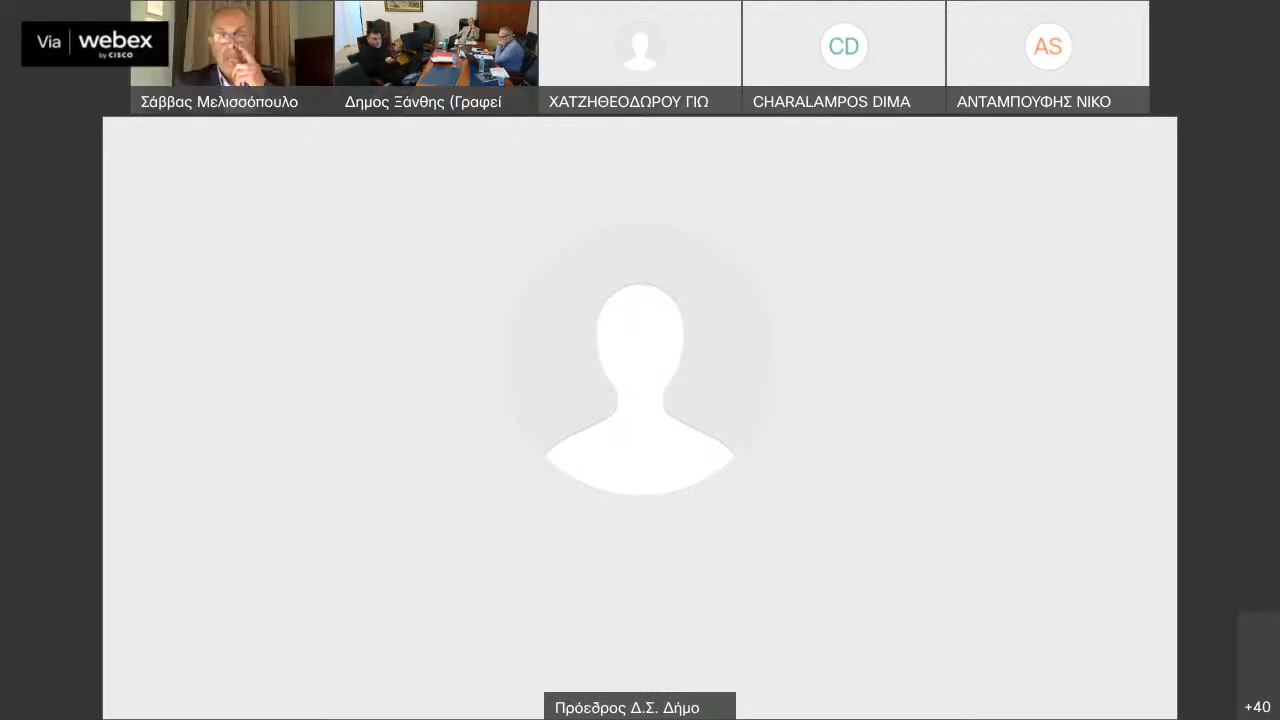 Via webex
by CISCO
Σάββας Μελισσόπουλο
Δημος Ξάνθης (Γραφεί
ΧΑΤΖΗΘΕΟΔΩΡΟΥ ΓΙΩ
CD
CHARALAMPOS DIMA
AS
ΑΝΤΑΜΠΟΥΦΗΣ ΝΙΚΟ
Πρόεδρος Δ.Σ. Δήμο
+40